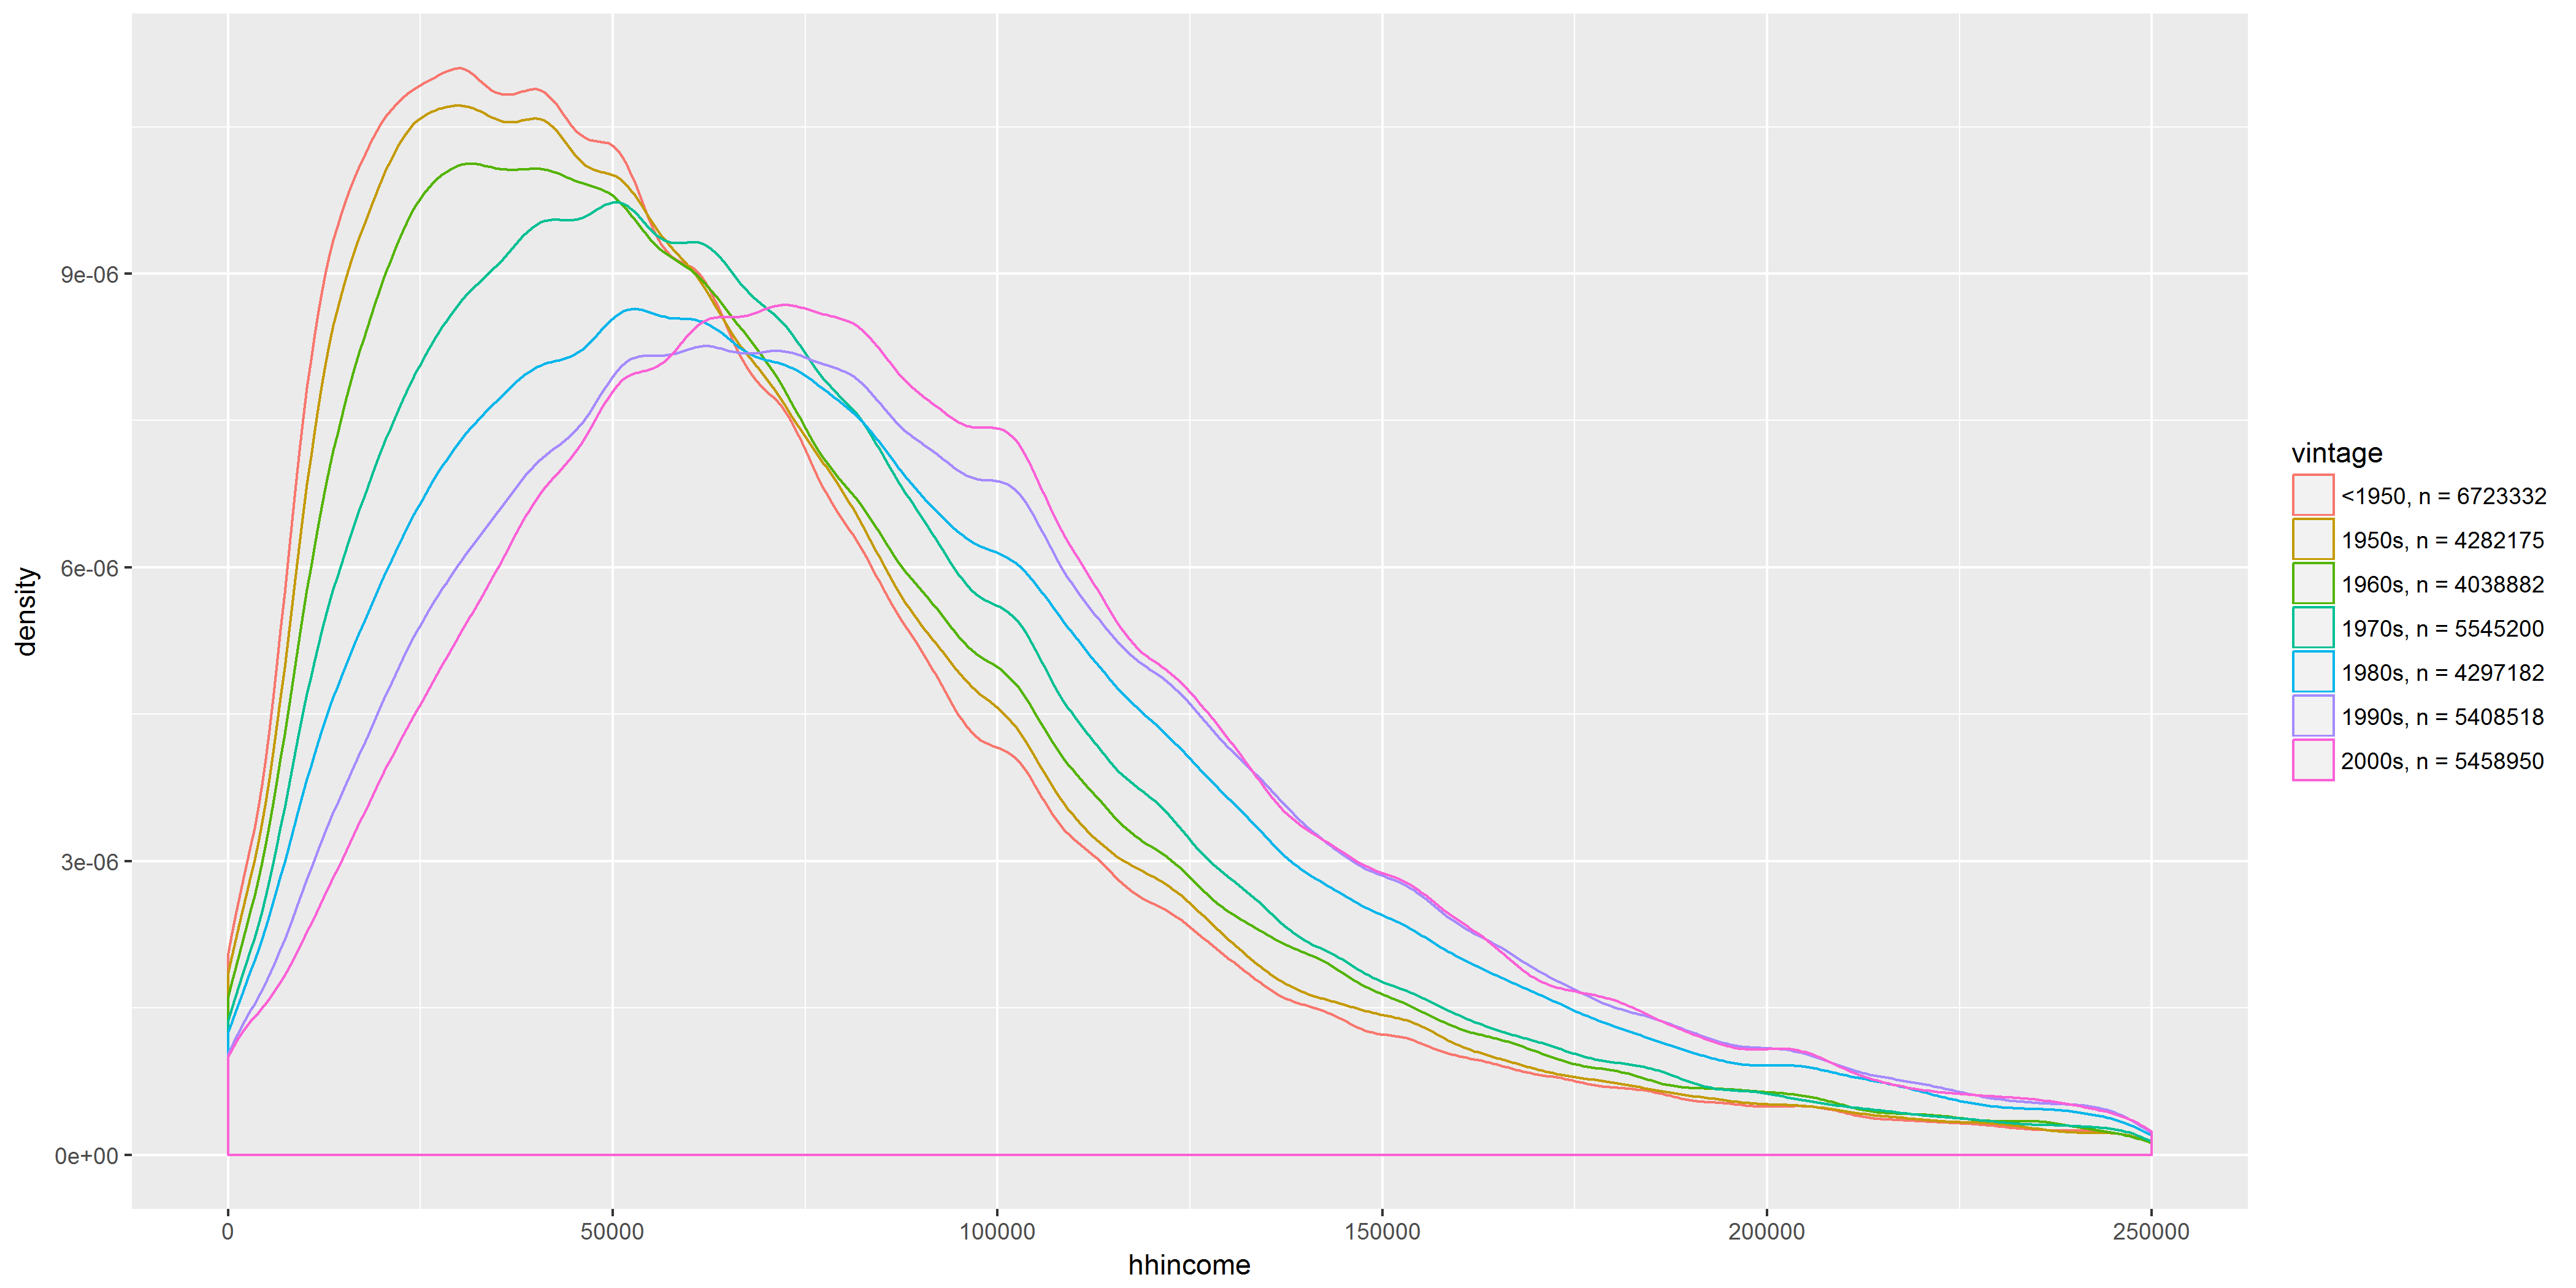 density
9e-06
6e-06
3e-06
0e+00
0
50000
100000
150000
200000
250000
hhincome
vintage
<1950, n = 6723332
1950s, n = 4282175
1960s, n = 4038882
1970s, n = 5545200
1980s, n = 4297182
1990s, n = 5408518
2000s, n = 5458950